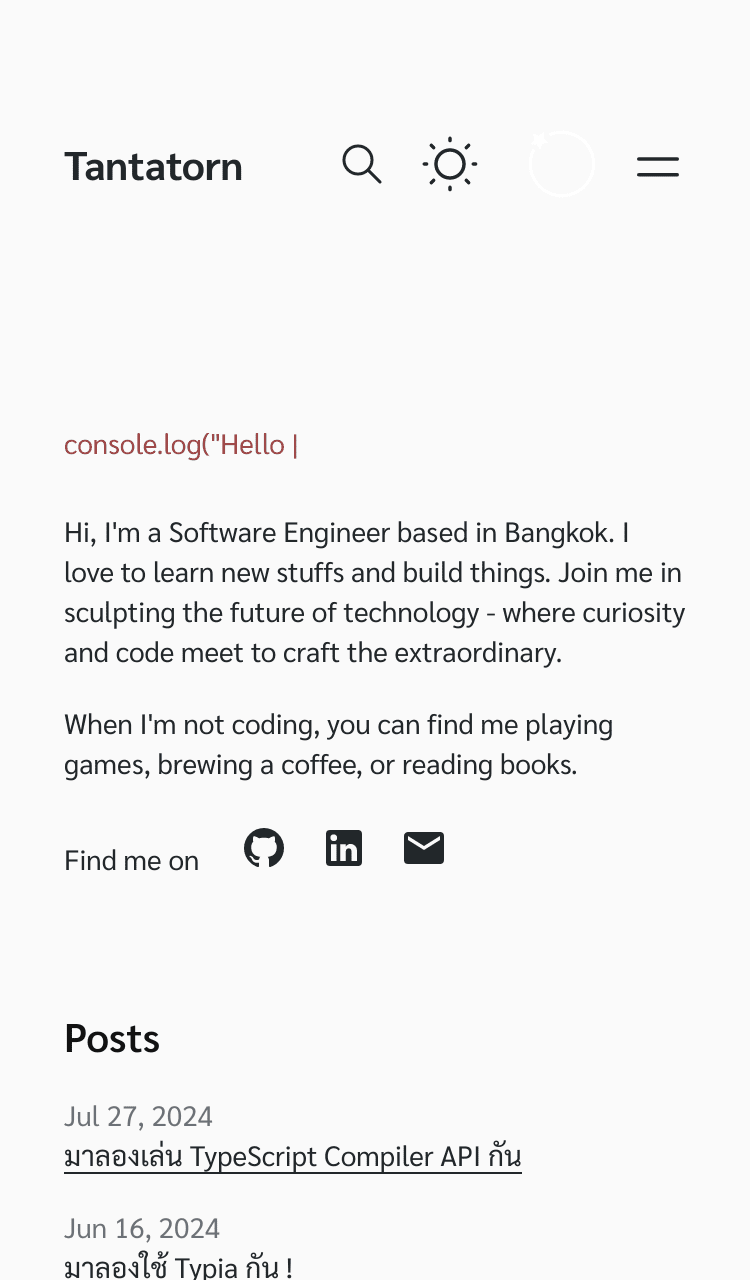 Tantatorn
console.log("Hello |
Hi, I'm a Software Engineer based in Bangkok. I
love to learn new stuffs and build things. Join me in
sculpting the future of technology - where curiosity
and code meet to craft the extraordinary.
When I'm not coding, you can find me playing
games, brewing a coffee, or reading books.
Find me on
Posts
Jul 27, 2024
มาลองเล่น TypeScript Compiler API กัน
Jun 16, 2024
มาลองใช้ Typia กัน !